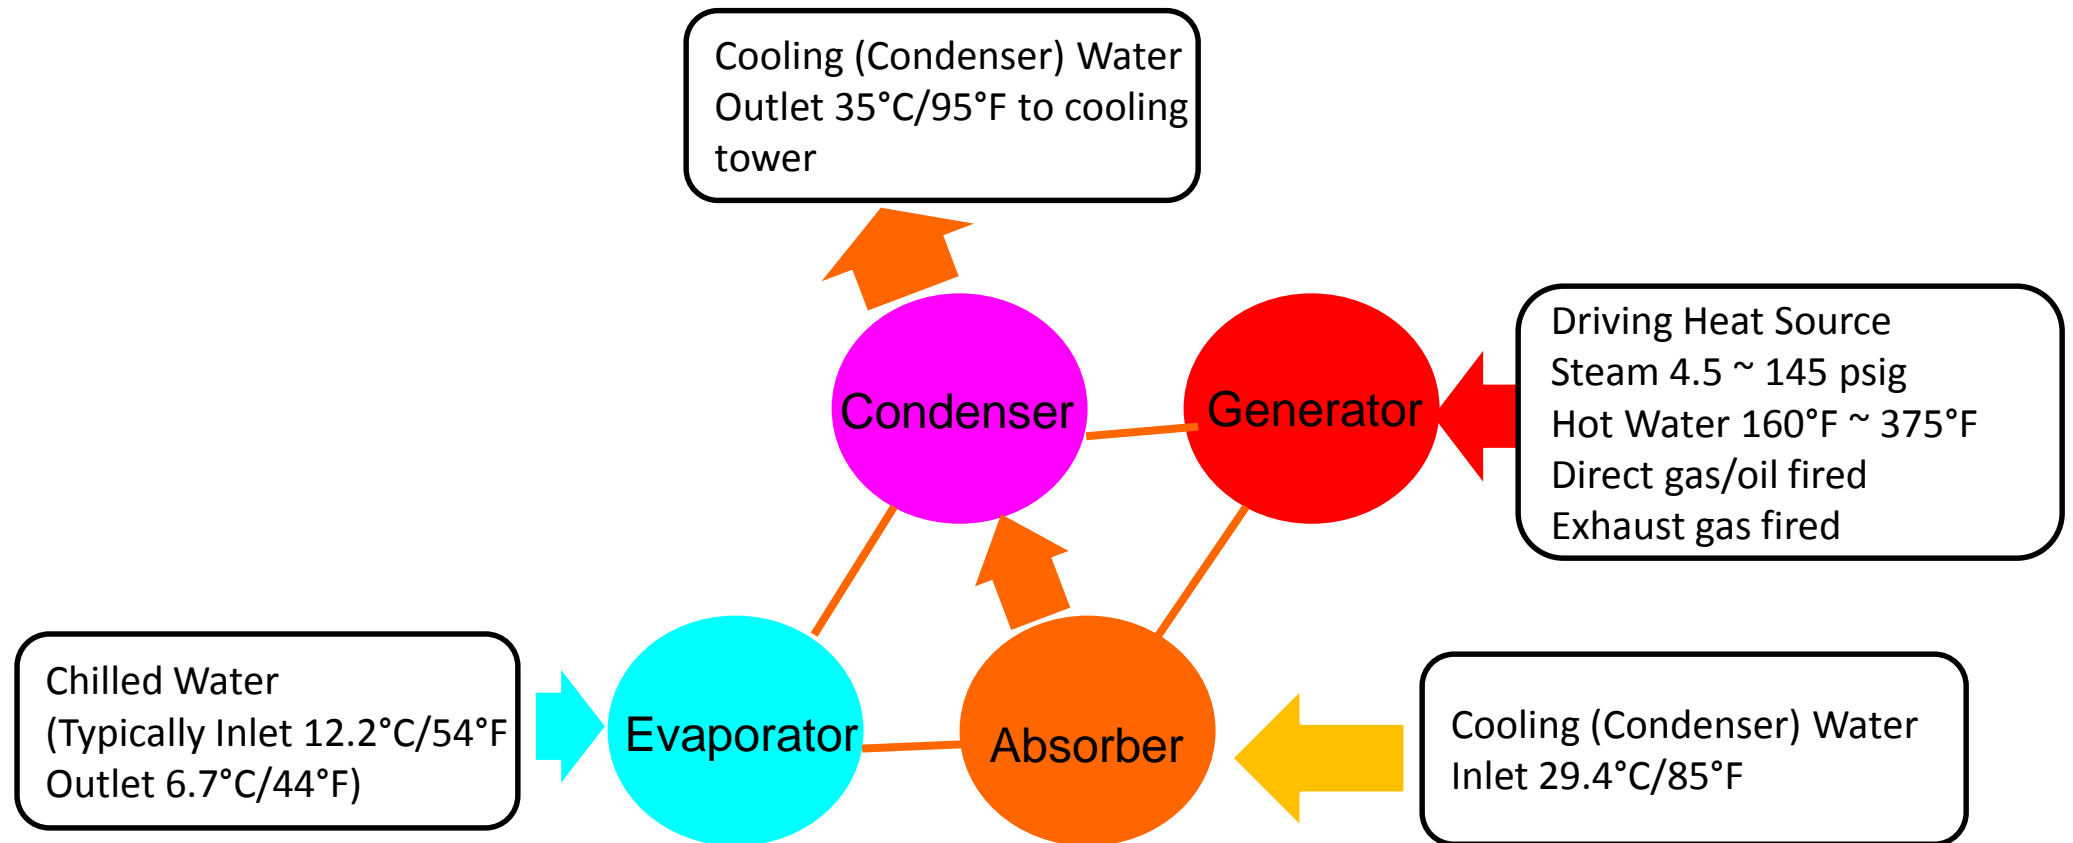 Cooling (Condenser) Water
Outlet 35°C/95°F to cooling
tower
Condenser
Generator
Driving Heat Source
Steam 4.5 ~ 145 psig
Hot Water 160°F ~ 375°F
Direct gas/oil fired
Exhaust gas fired
Chilled Water
(Typically Inlet 12.2°C/54°F
Outlet 6.7°C/44°F)
Evaporator
Absorber
Cooling (Condenser) Water
Inlet 29.4°C/85°F